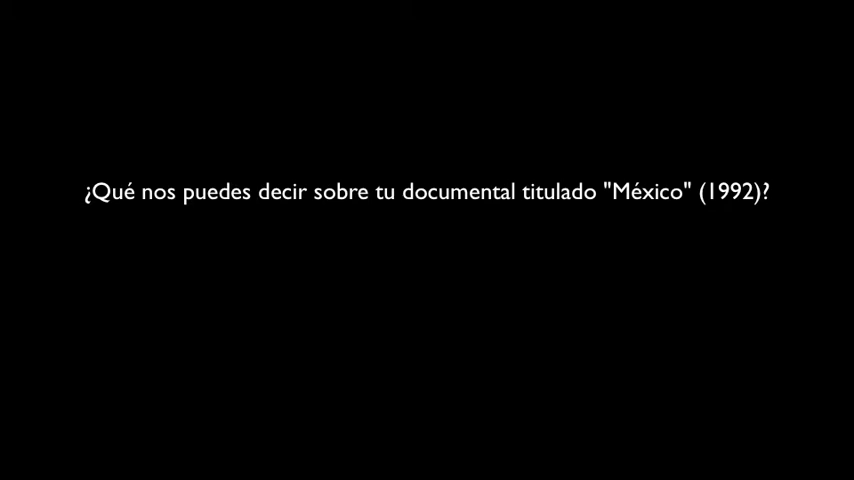 ¿Qué nos puedes decir sobre tu documental titulado "México" (1992)?